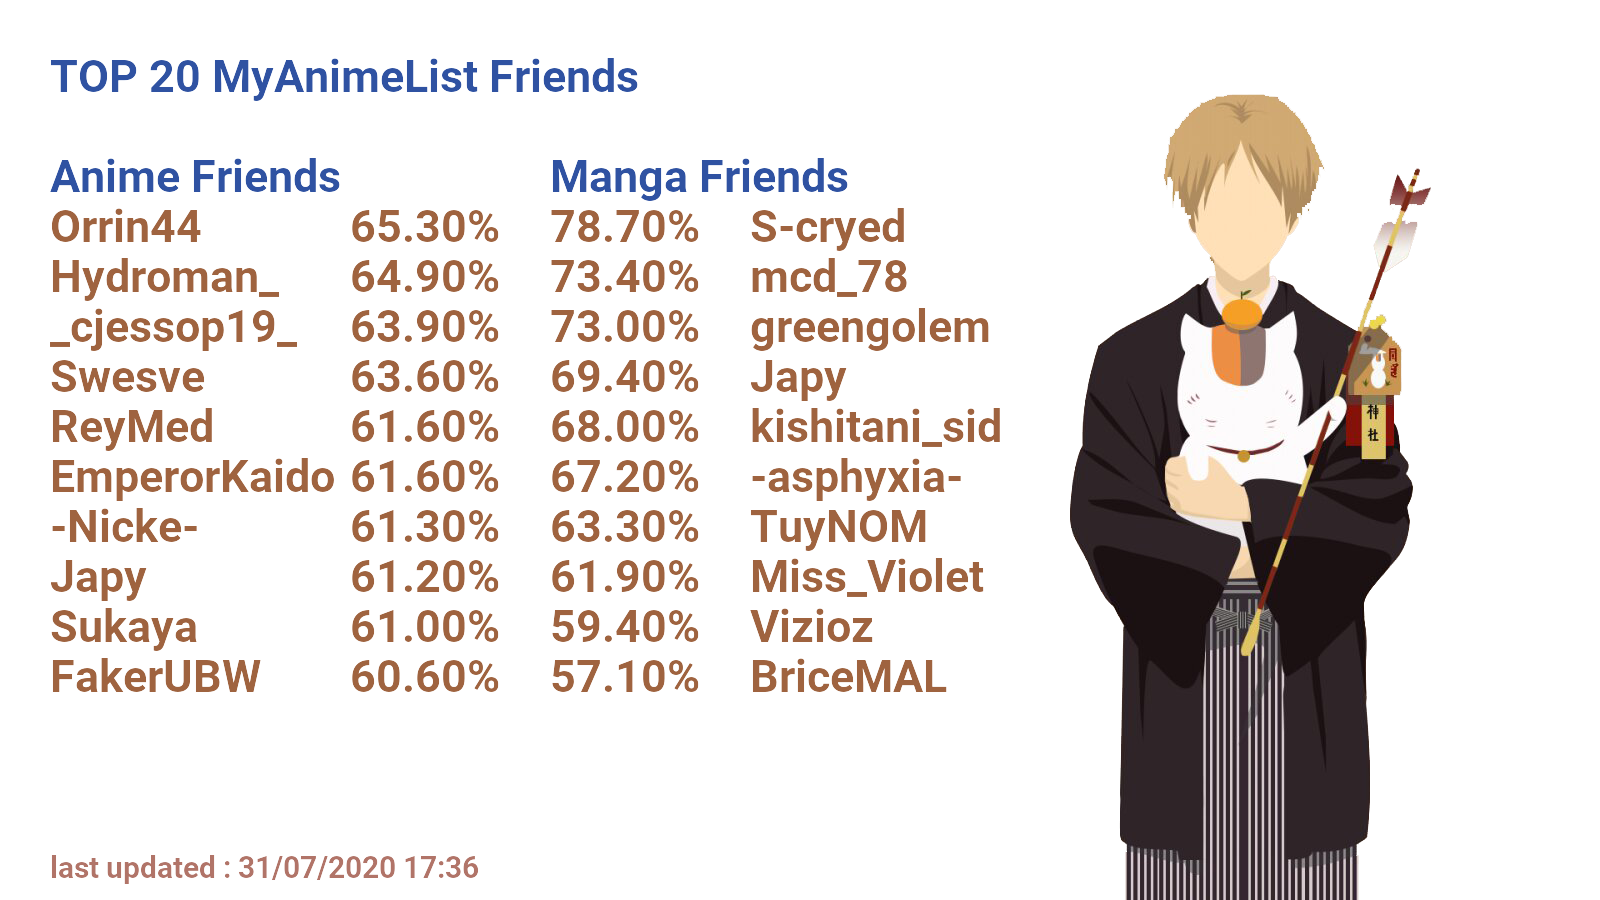 TOP 20 MyAnimeList Friends
Anime Friends Manga Friends
Orrin44 65.30% 78.70% S-cryed
Hydroman_ 64.90% 73.40% mcd_78
_cjessop19_ 63.90% 73.00% greengolem
Swesve 63.60% 69.40% Japy
ReyMed 61.60% 68.00% kishitani_sid
EmperorKaido 61.60% 67.20% -asphyxia-
-Nicke- 61.30% 63.30% TuyNOM
Japy 61.20% 61.90% Miss_Violet
Sukaya 61.00% 59.40% Vizioz
FakerUBW 60.60% 57.10% BriceMAL
神
社
last updated : 31/07/2020 17:36